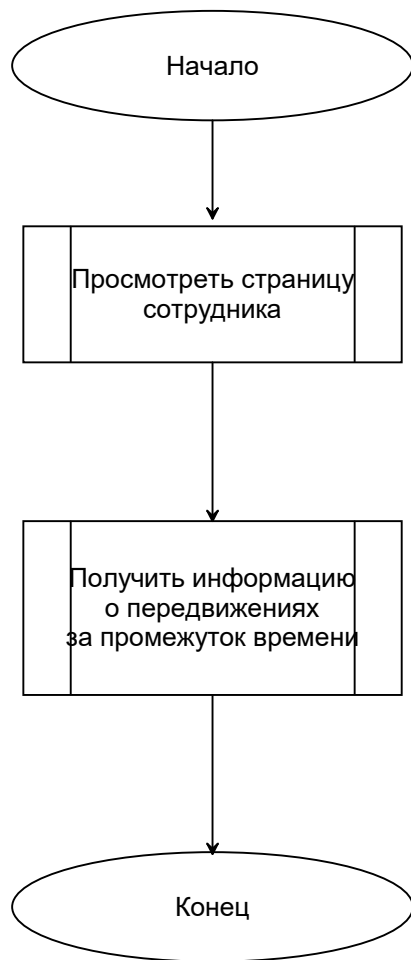 Начало
Просмотреть страницу
сотрудника
Получить информацию
о передвижениях
за промежуток времени
Конец